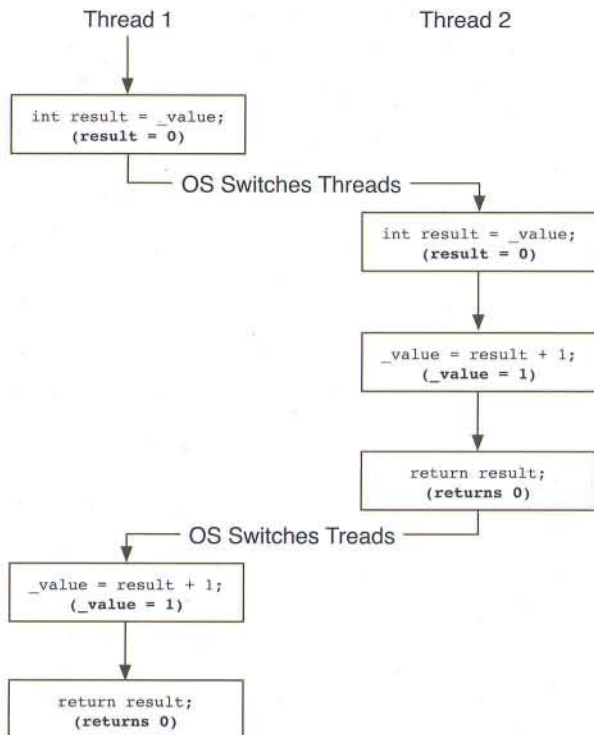 Thread 1
Thread 2
int result = _value;
(result = 0)
OS Switches Threads
int result = _value;
(result = 0)
_value = result + 1;
(_value = 1)
return result;
(returns 0)
OS Switches Treads
_value = result + 1;
(_value = 1)
return result;
(returns 0)